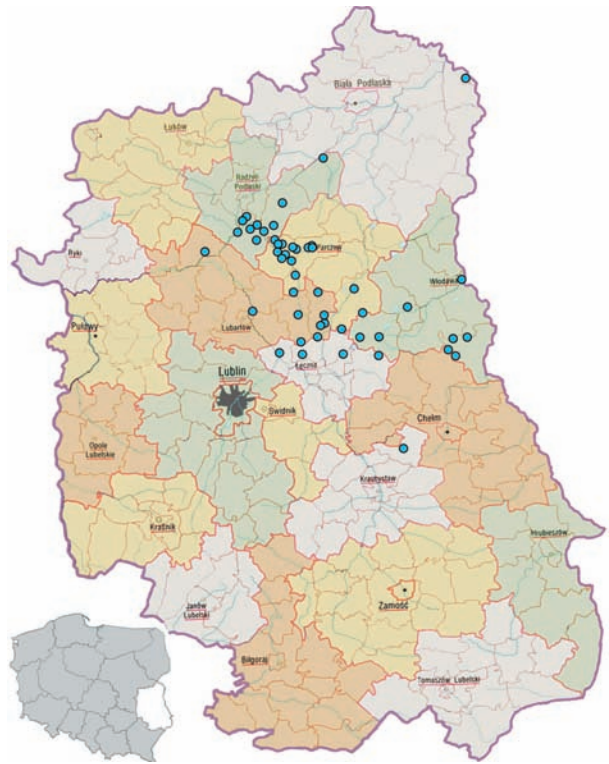 Biała Podlaska
Łuków
Radzyń
Podlaski
Parczew
Ryki
Włodawa
Puławy
Lubartów
Lublin
Łęczna
Świdnik
Chełm
Opole
Lubelskie
Krasnystaw
Kraśnik
Hrubieszów
Janów
Lubelski
Zamość
Biłgoraj
Tomaszów Lubelski